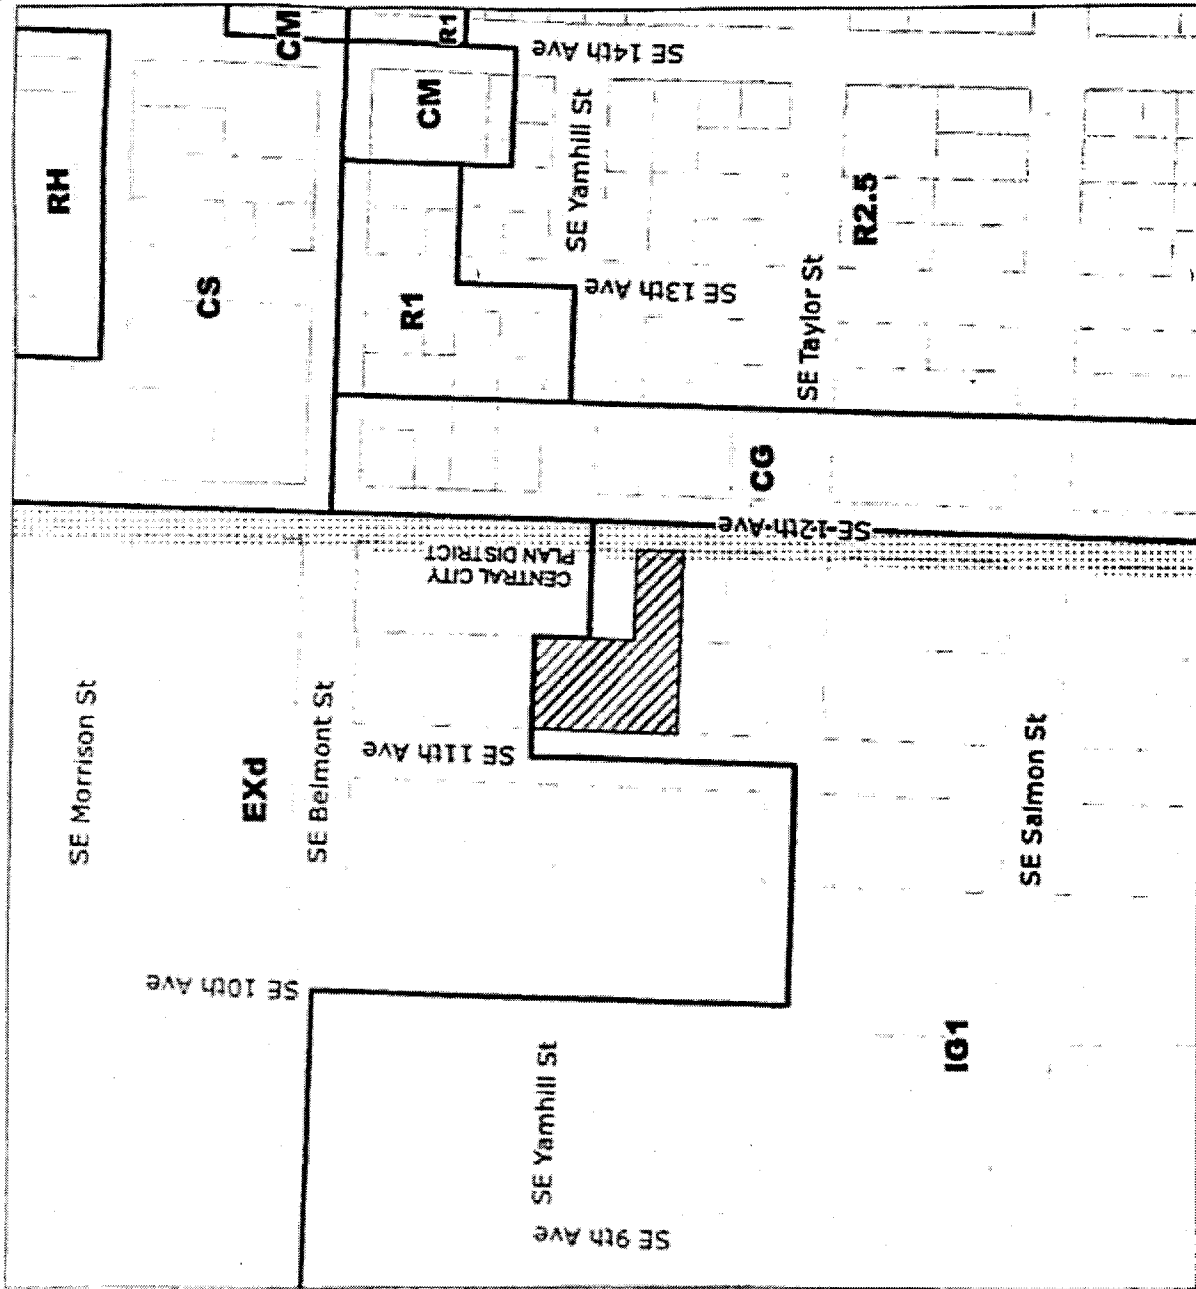 RH
CM
R1
SE 14th Ave
CM
SE Yamhill St
R2.5
CS
R1
SE 13th Ave
SE Taylor St
CG
SE 12th Ave
CENTRAL CITY
PLAN DISTRICT
SE Morrison St
EXd
SE Belmont St
SE 11th Ave
SE Salmon St
SE 10th Ave
SE Yamhill St
IG1
SE 9th Ave